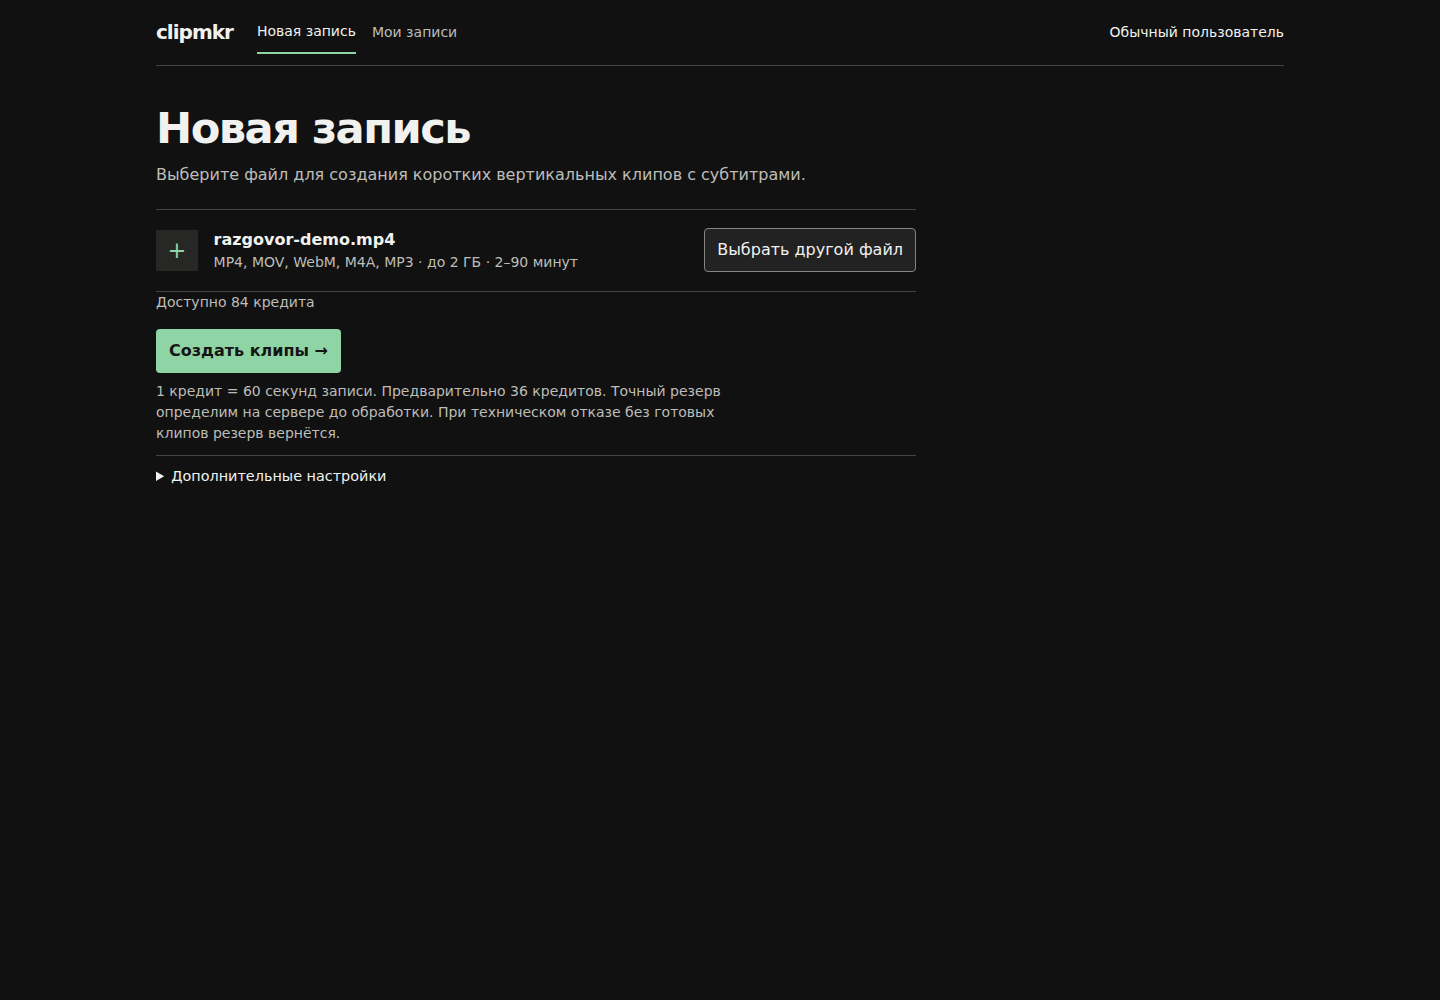 clipmkr Новая запись Мои записи Обычный пользователь
Новая запись
Выберите файл для создания коротких вертикальных клипов с субтитрами.
+ razgovor-demo.mp4
MP4, MOV, WebM, M4A, MP3 · до 2 ГБ · 2–90 минут
Выбрать другой файл
Доступно 84 кредита
Создать клипы →
1 кредит = 60 секунд записи. Предварительно 36 кредитов. Точный резерв
определим на сервере до обработки. При техническом отказе без готовых
клипов резерв вернётся.
▶ Дополнительные настройки